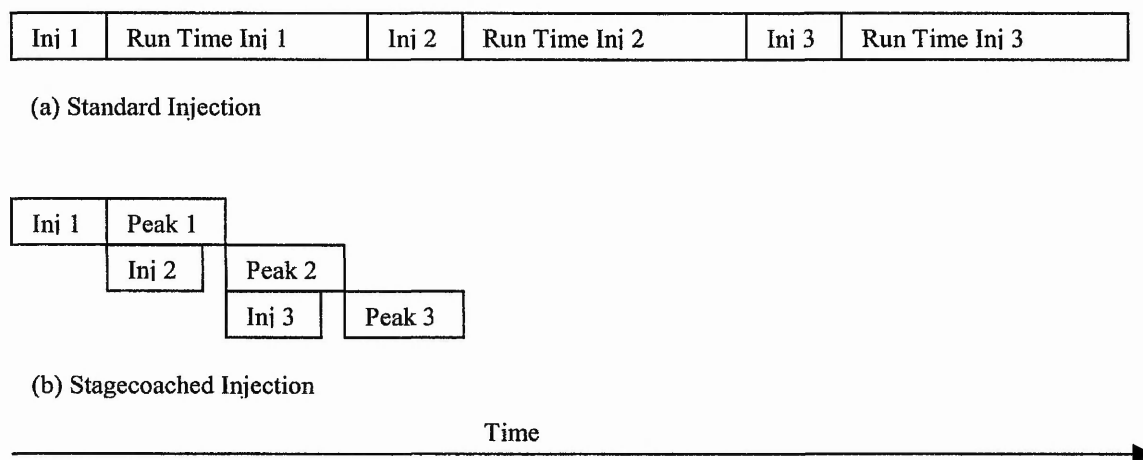 Inj 1 Run Time Inj 1 Inj 2 Run Time Inj 2 Inj 3 Run Time Inj 3
(a) Standard Injection
Inj 1 Peak 1
Inj 2 Peak 2
Inj 3 Peak 3
(b) Stagecoached Injection
Time